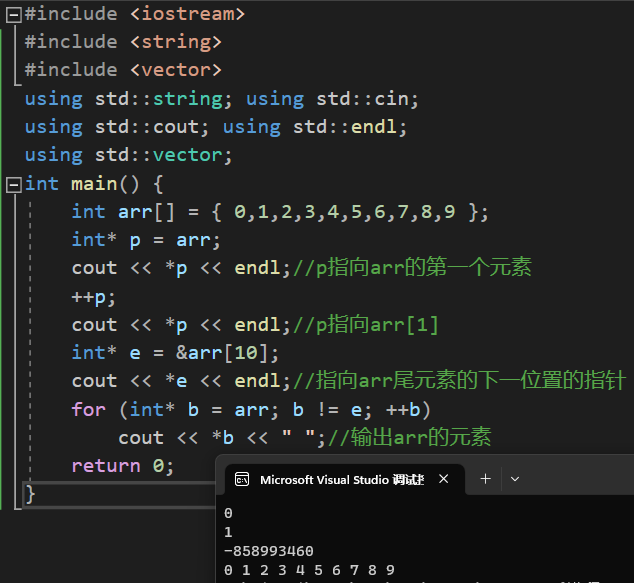 #include <iostream>
#include <string>
#include <vector>
using std::string; using std::cin;
using std::cout; using std::endl;
using std::vector;
int main() {
    int arr[] = { 0,1,2,3,4,5,6,7,8,9 };
    int* p = arr;
    cout << *p << endl;//p指向arr的第一个元素
    ++p;
    cout << *p << endl;//p指向arr[1]
    int* e = &arr[10];
    cout << *e << endl;//指向arr尾元素的下一位置的指针
    for (int* b = arr; b != e; ++b)
        cout << *b << " ";//输出arr的元素
    return 0;
}
Microsoft Visual Studio 调试
0
1
-858993460
0 1 2 3 4 5 6 7 8 9